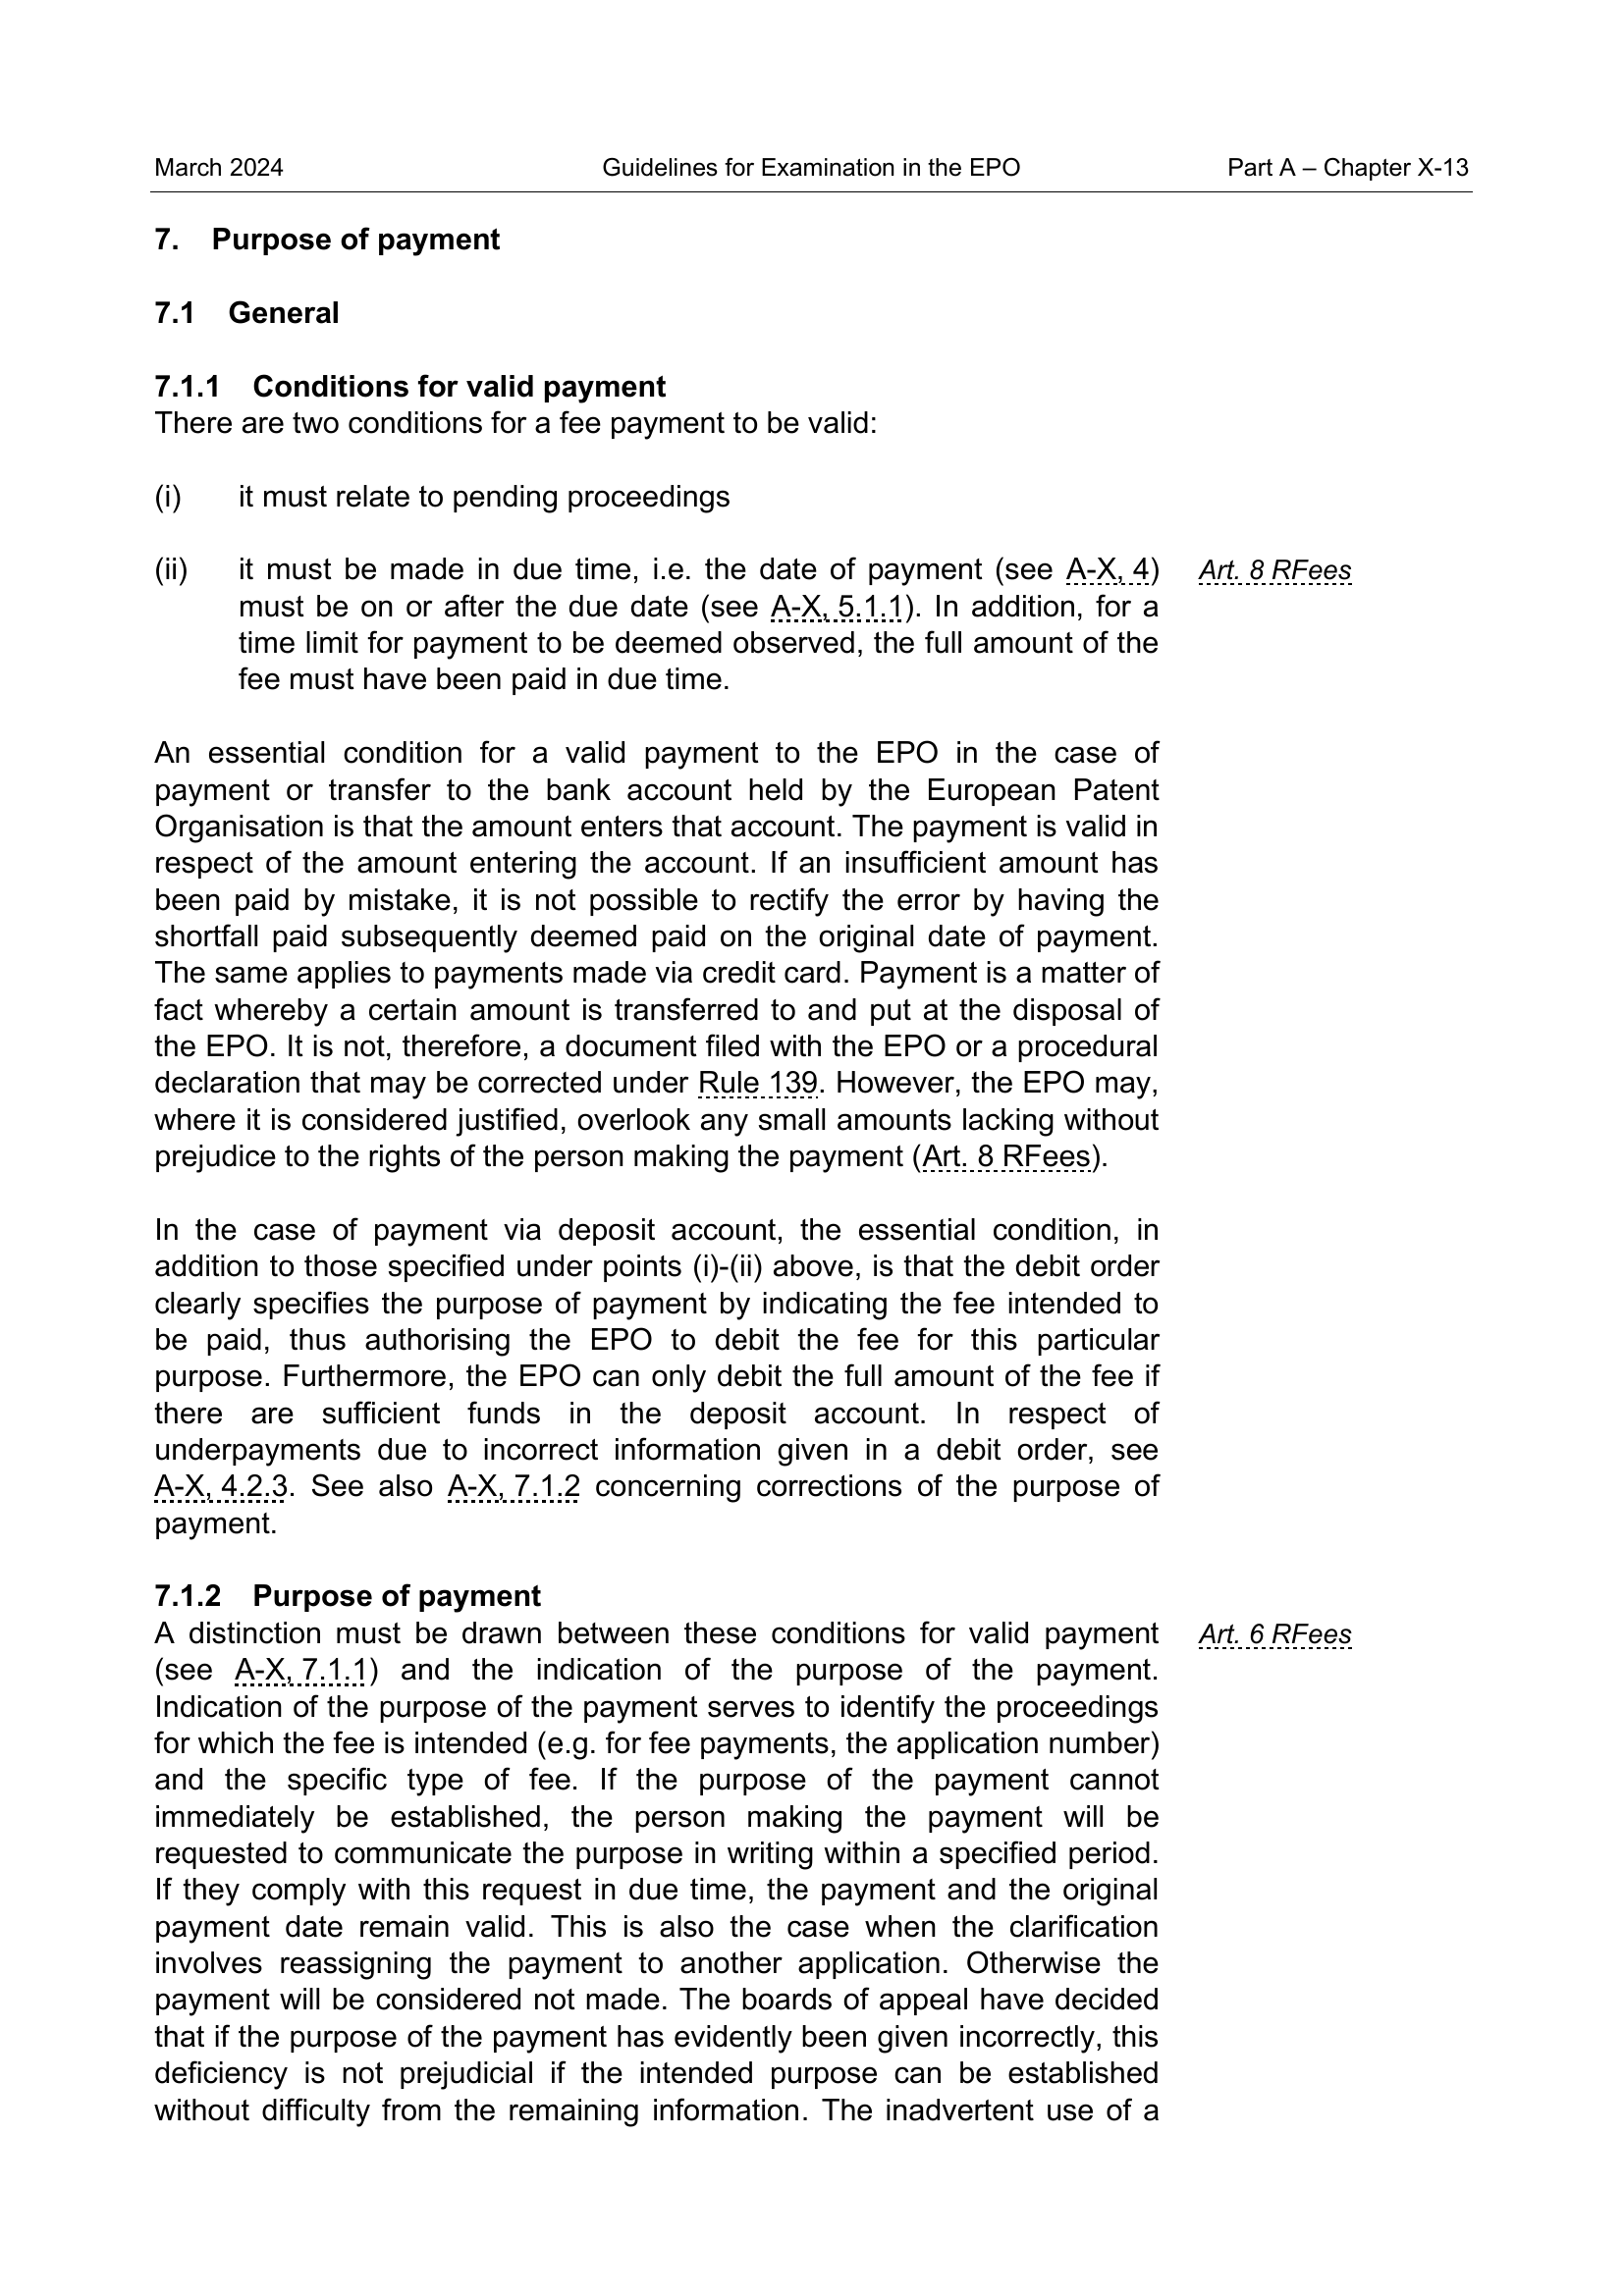 March 2024 Guidelines for Examination in the EPO Part A – Chapter X-13
7. Purpose of payment
7.1 General
7.1.1 Conditions for valid payment
There are two conditions for a fee payment to be valid:
(i) it must relate to pending proceedings
(ii) it must be made in due time, i.e. the date of payment (see A-X, 4) Art. 8 RFees
must be on or after the due date (see A-X, 5.1.1). In addition, for a
time limit for payment to be deemed observed, the full amount of the
fee must have been paid in due time.
An essential condition for a valid payment to the EPO in the case of
payment or transfer to the bank account held by the European Patent
Organisation is that the amount enters that account. The payment is valid in
respect of the amount entering the account. If an insufficient amount has
been paid by mistake, it is not possible to rectify the error by having the
shortfall paid subsequently deemed paid on the original date of payment.
The same applies to payments made via credit card. Payment is a matter of
fact whereby a certain amount is transferred to and put at the disposal of
the EPO. It is not, therefore, a document filed with the EPO or a procedural
declaration that may be corrected under Rule 139. However, the EPO may,
where it is considered justified, overlook any small amounts lacking without
prejudice to the rights of the person making the payment (Art. 8 RFees).
In the case of payment via deposit account, the essential condition, in
addition to those specified under points (i)-(ii) above, is that the debit order
clearly specifies the purpose of payment by indicating the fee intended to
be paid, thus authorising the EPO to debit the fee for this particular
purpose. Furthermore, the EPO can only debit the full amount of the fee if
there are sufficient funds in the deposit account. In respect of
underpayments due to incorrect information given in a debit order, see
A-X, 4.2.3. See also A-X, 7.1.2 concerning corrections of the purpose of
payment.
7.1.2 Purpose of payment
A distinction must be drawn between these conditions for valid payment Art. 6 RFees
(see A-X, 7.1.1) and the indication of the purpose of the payment.
Indication of the purpose of the payment serves to identify the proceedings
for which the fee is intended (e.g. for fee payments, the application number)
and the specific type of fee. If the purpose of the payment cannot
immediately be established, the person making the payment will be
requested to communicate the purpose in writing within a specified period.
If they comply with this request in due time, the payment and the original
payment date remain valid. This is also the case when the clarification
involves reassigning the payment to another application. Otherwise the
payment will be considered not made. The boards of appeal have decided
that if the purpose of the payment has evidently been given incorrectly, this
deficiency is not prejudicial if the intended purpose can be established
without difficulty from the remaining information. The inadvertent use of a